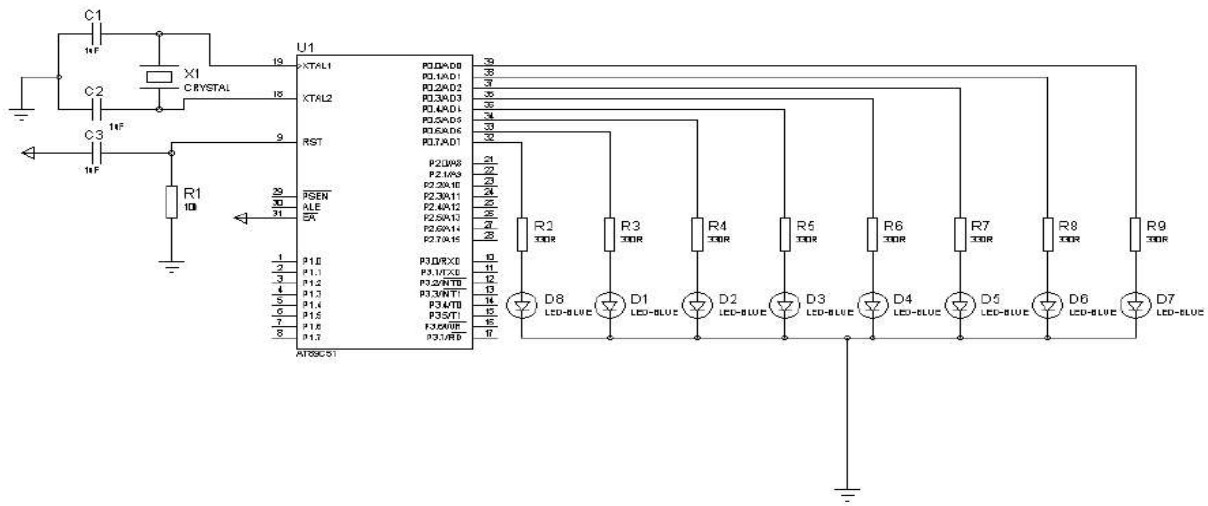 C1
1nF
X1
CRYSTAL
C2
1nF
C3
1nF
R1
10k
U1
19 XTAL1
18 XTAL2
9 RST
29 PSEN
30 ALE
31 EA
1 P1.0
2 P1.1
3 P1.2
4 P1.3
5 P1.4
6 P1.5
7 P1.6
8 P1.7
P0.0/AD0 39
P0.1/AD1 38
P0.2/AD2 37
P0.3/AD3 36
P0.4/AD4 35
P0.5/AD5 34
P0.6/AD6 33
P0.7/AD7 32
P2.0/A8 21
P2.1/A9 22
P2.2/A10 23
P2.3/A11 24
P2.4/A12 25
P2.5/A13 26
P2.6/A14 27
P2.7/A15 28
P3.0/RXD 10
P3.1/TXD 11
P3.2/INT0 12
P3.3/INT1 13
P3.4/T0 14
P3.5/T1 15
P3.6/WR 16
P3.7/RD 17
AT89C51
R2
330R
R3
330R
R4
330R
R5
330R
R6
330R
R7
330R
R8
330R
R9
330R
D8
LED-BLUE
D1
LED-BLUE
D2
LED-BLUE
D3
LED-BLUE
D4
LED-BLUE
D5
LED-BLUE
D6
LED-BLUE
D7
LED-BLUE